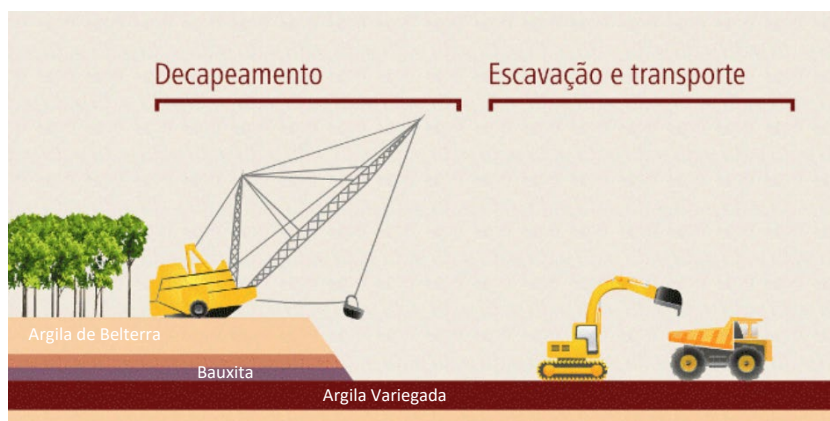 Decapeamento
Escavação e transporte
Argila de Belterra
Bauxita
Argila Variegada